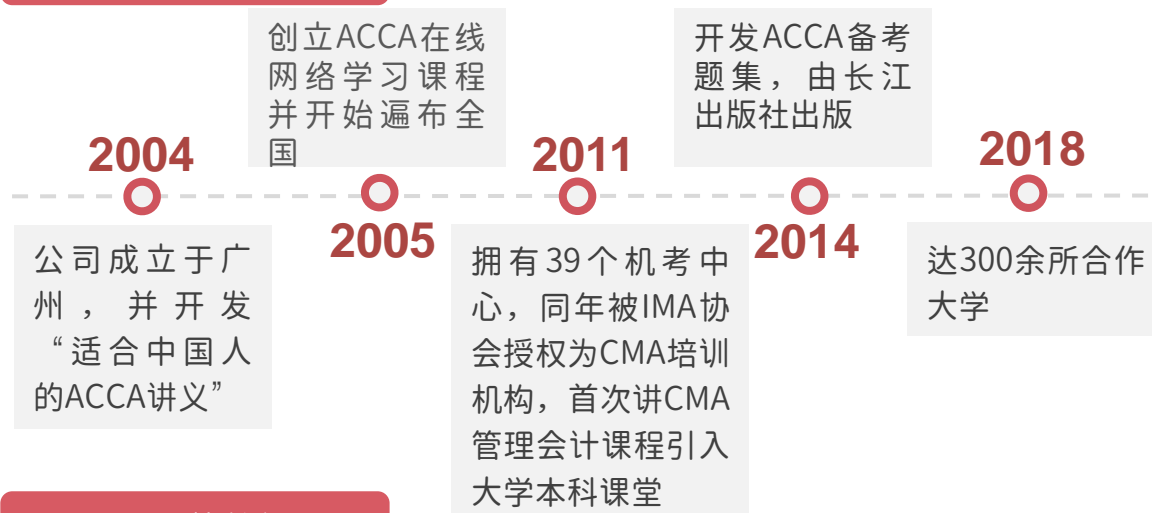 创立ACCA在线
网络学习课程
并开始遍布全
国
开发ACCA备考
题集，由长江
出版社出版
2004
2011
2018
2005
2014
公司成立于广
州，并开发
“适合中国人
的ACCA讲义”
拥有39个机考中
心，同年被IMA协
会授权为CMA培训
机构，首次讲CMA
管理会计课程引入
大学本科课堂
达300余所合作
大学